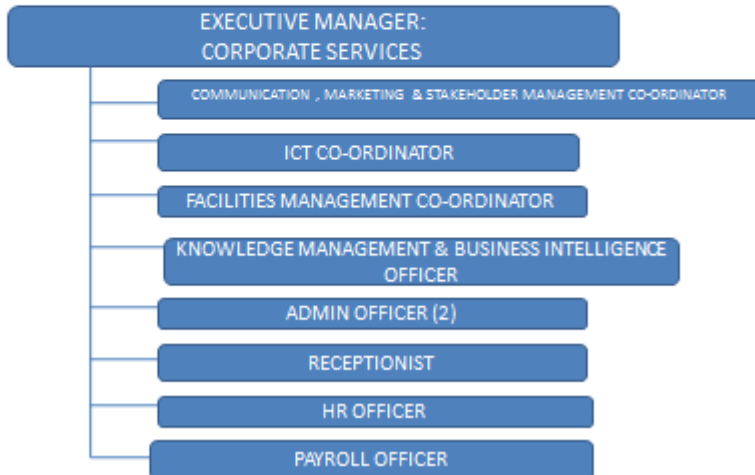 EXECUTIVE MANAGER:
CORPORATE SERVICES
COMMUNICATION , MARKETING & STAKEHOLDER MANAGEMENT CO-ORDINATOR
ICT CO-ORDINATOR
FACILITIES MANAGEMENT CO-ORDINATOR
KNOWLEDGE MANAGEMENT & BUSINESS INTELLIGENCE
OFFICER
ADMIN OFFICER (2)
RECEPTIONIST
HR OFFICER
PAYROLL OFFICER